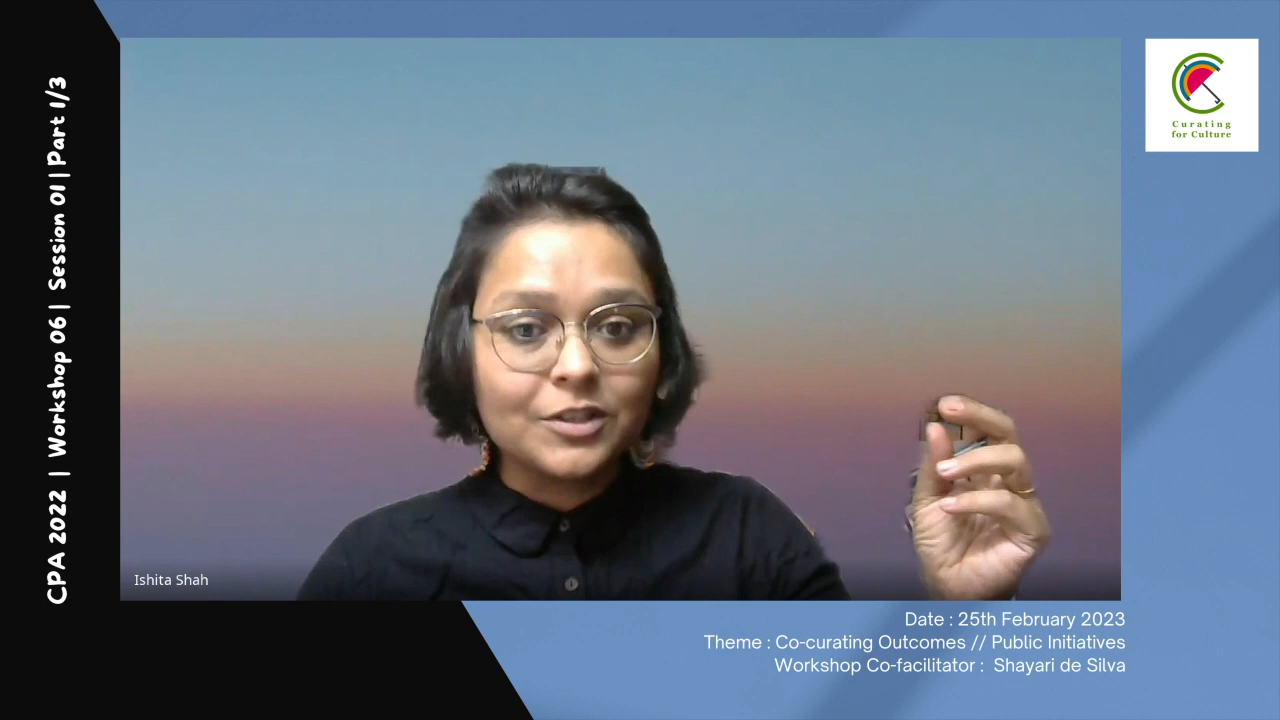 CPA 2022 | Workshop 06 | Session 01 | Part 1/3
Curating
for Culture
Ishita Shah
Date : 25th February 2023
Theme : Co-curating Outcomes // Public Initiatives
Workshop Co-facilitator : Shayari de Silva